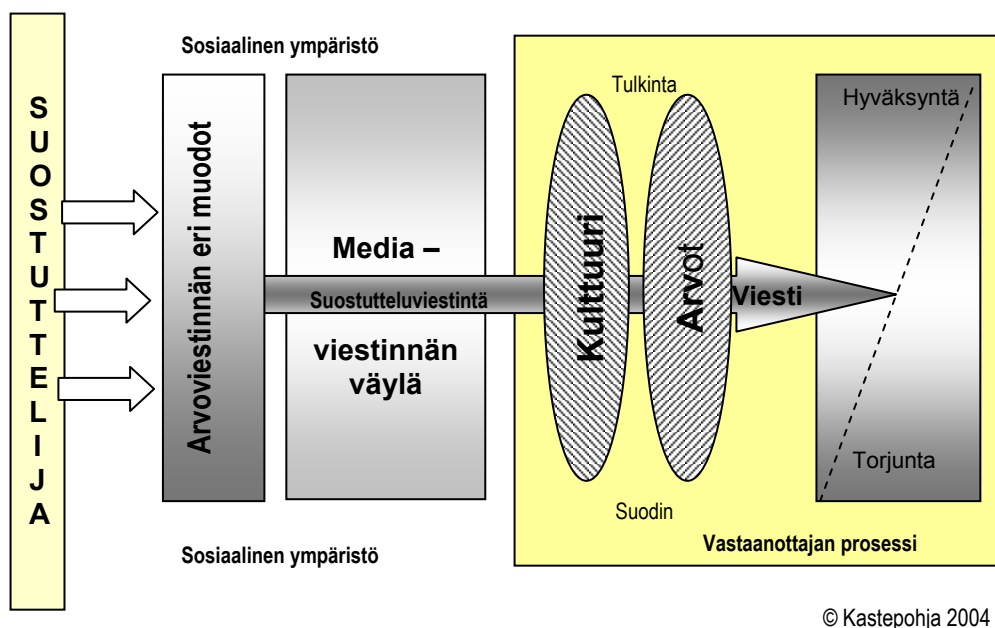 SUOSTUTTELIJA
Sosiaalinen ympäristö
Arvoviestinnän eri muodot
Media –
Suostutteluviestintä
viestinnän
väylä
Sosiaalinen ympäristö
Tulkinta
Kulttuuri
Arvot
Viesti
Suodin
Hyväksyntä
Torjunta
Vastaanottajan prosessi
© Kastepohja 2004